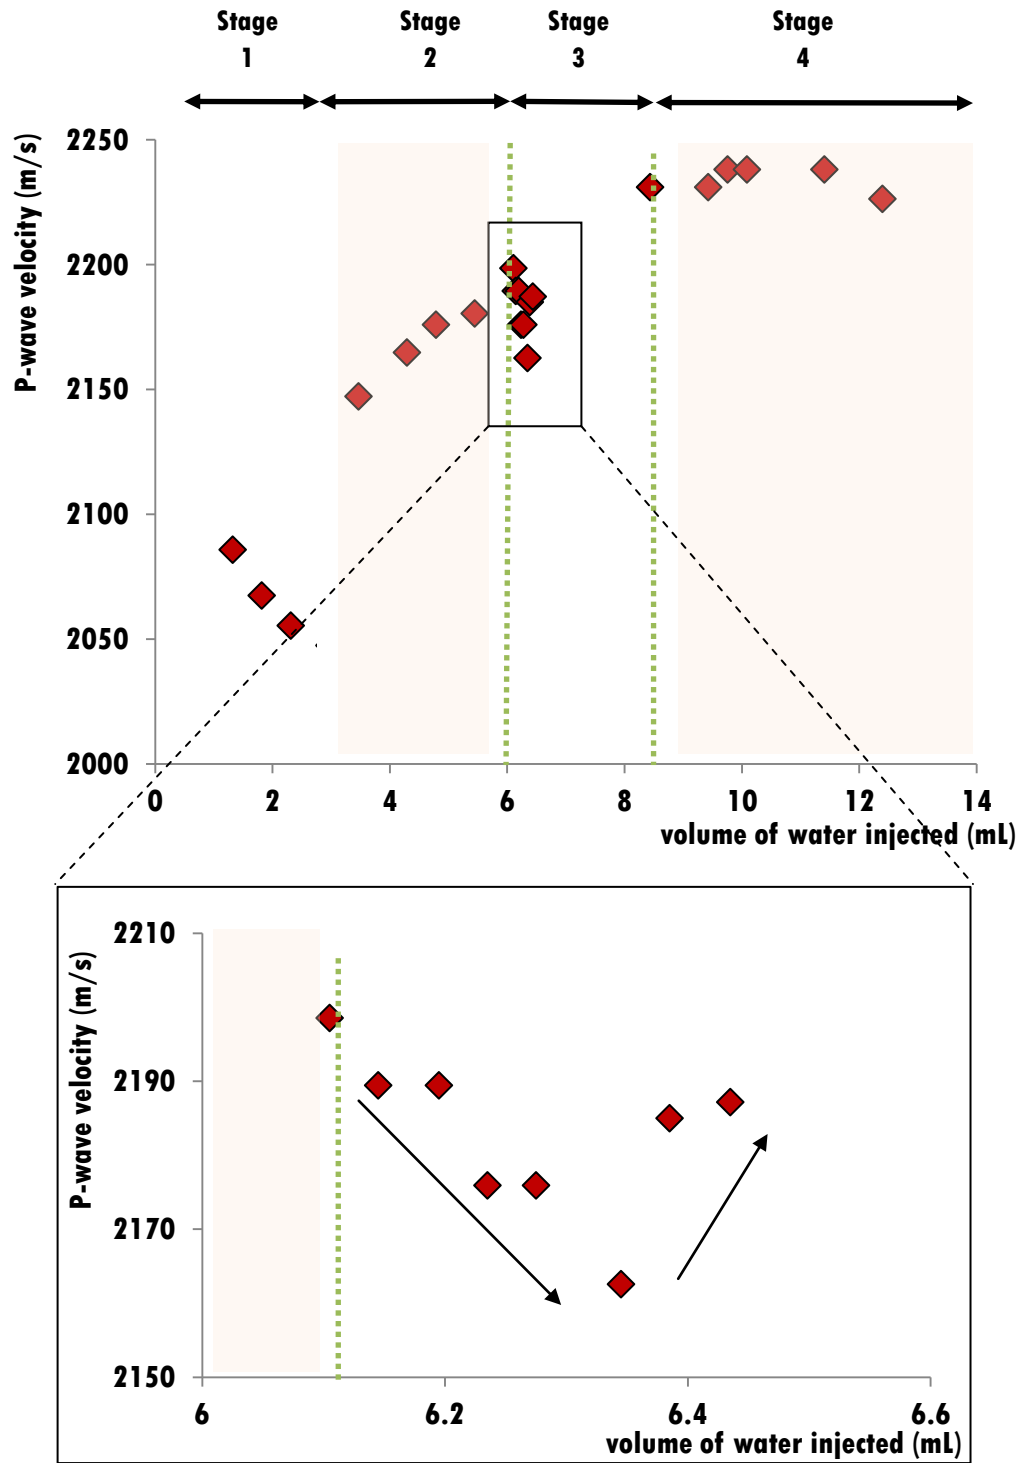 Stage Stage Stage Stage
1 2 3 4
P-wave velocity (m/s)
2250
2200
2150
2100
2050
2000
0 2 4 6 8 10 12 14
volume of water injected (mL)
P-wave velocity (m/s)
2210
2190
2170
2150
6 6.2 6.4 6.6
volume of water injected (mL)